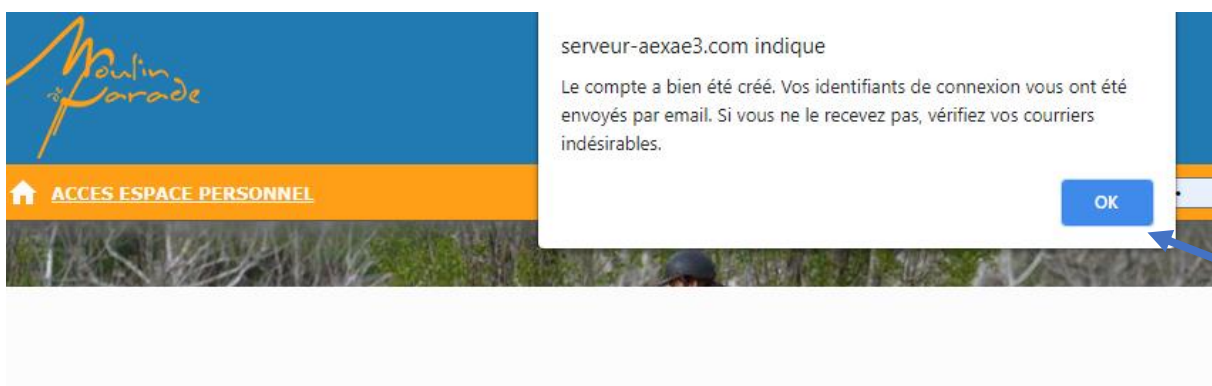 Moulin
de Parade
serveur-aexae3.com indique
Le compte a bien été créé. Vos identifiants de connexion vous ont été
envoyés par email. Si vous ne le recevez pas, vérifiez vos courriers
indésirables.
ACCES ESPACE PERSONNEL
OK